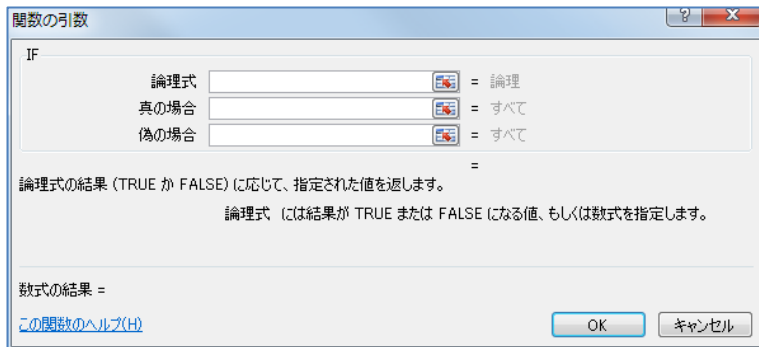 関数の引数
IF
論理式 = 論理
真の場合 = すべて
偽の場合 = すべて
=
論理式の結果 (TRUE か FALSE) に応じて、指定された値を返します。
論理式 には結果が TRUE または FALSE になる値、もしくは数式を指定します。
数式の結果 =
この関数のヘルプ(H)
OK
キャンセル